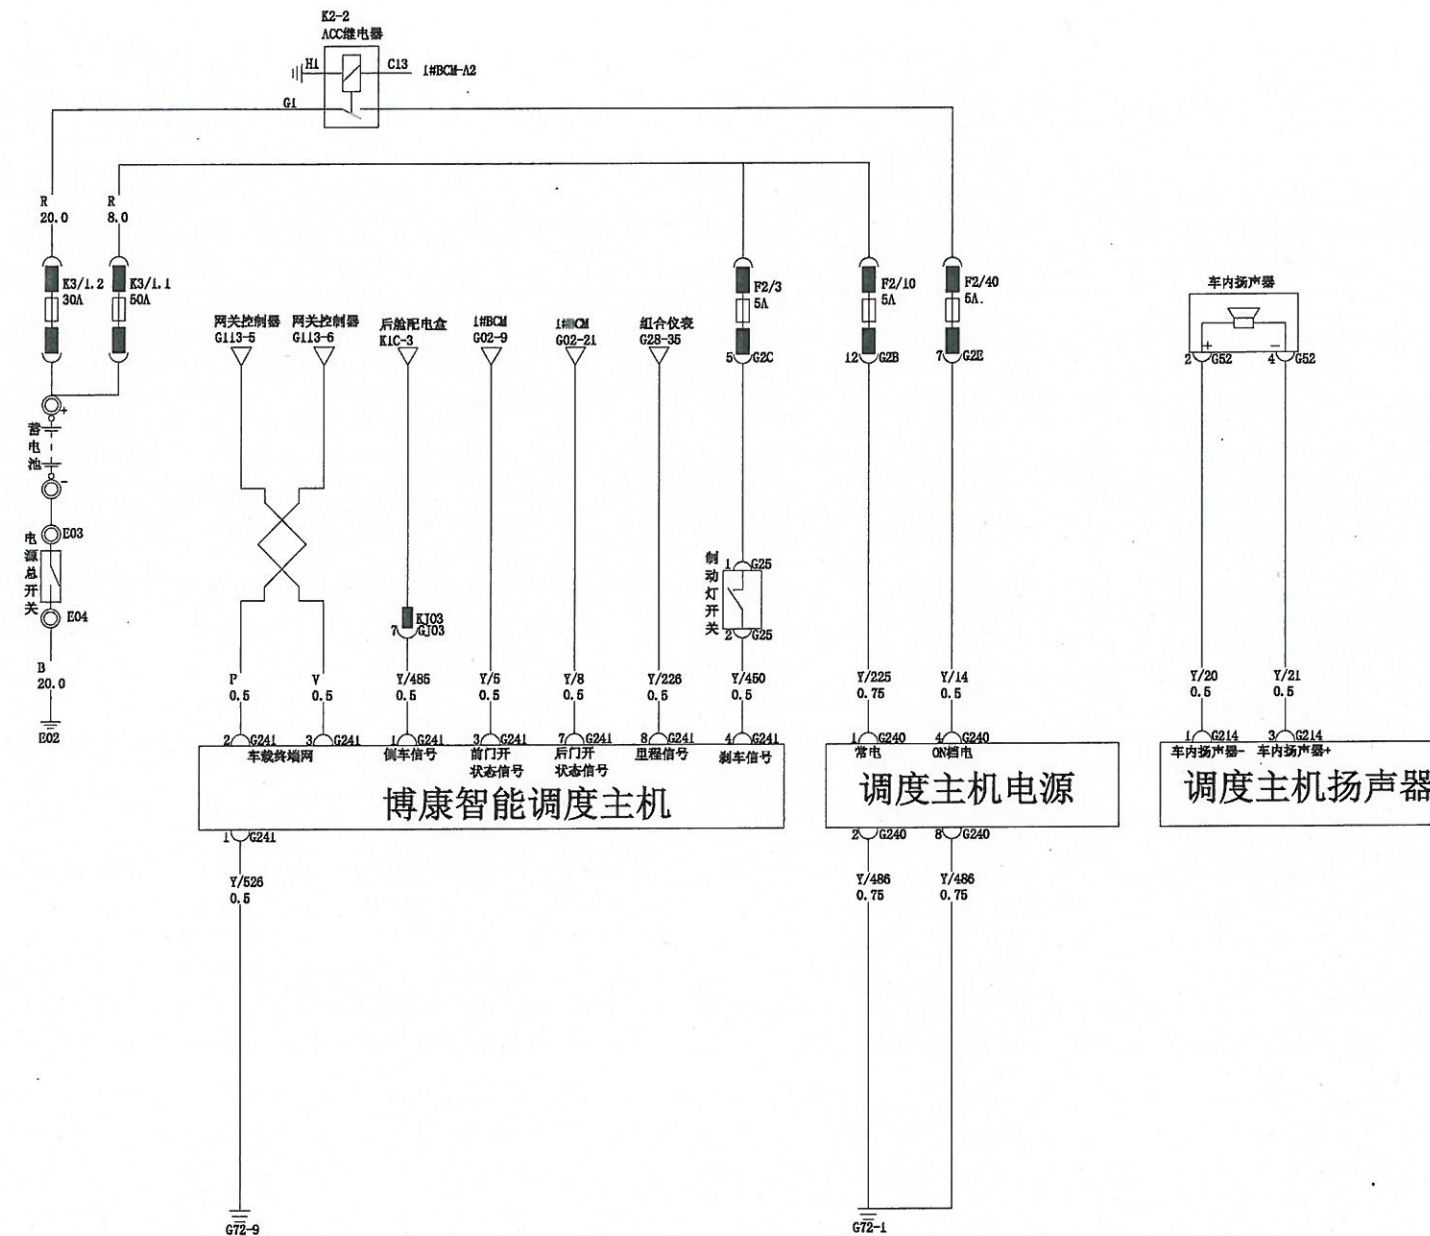 K2-2
ACC继电器
H1
C13
1#BCM-A2
G1
R
20.0
R
8.0
K3/1.2
30A
K3/1.1
50A
F2/3
5A
F2/10
5A
F2/40
5A.
车内扬声器
网关控制器
G113-5
网关控制器
G113-6
后舱配电盒
K1C-3
1#BCM
G02-9
G02-21
组合仪表
G28-35
5 G2C
12 G2B
7 G2E
+ −
2 G52
4 G52
+
蓄电池
−
E03
电源总开关
E04
制动灯开关
1 G25
2 G25
KJ03
7 GJ03
B
20.0
E02
P
0.5
V
0.5
Y/485
0.5
Y/5
0.5
Y/8
0.5
Y/226
0.5
Y/450
0.5
Y/225
0.75
Y/14
0.5
Y/20
0.5
Y/21
0.5
2 G241
3 G241
1 G241
3 G241
7 G241
8 G241
4 G241
1 G240
4 G240
1 G214
3 G214
车载终端网
倒车信号
前门开
状态信号
后门开
状态信号
里程信号
刹车信号
常电
ON档电
车内扬声器-
车内扬声器+
博康智能调度主机
调度主机电源
调度主机扬声器
1 G241
2 G240
8 G240
Y/526
0.5
Y/486
0.75
Y/486
0.75
G72-9
G72-1